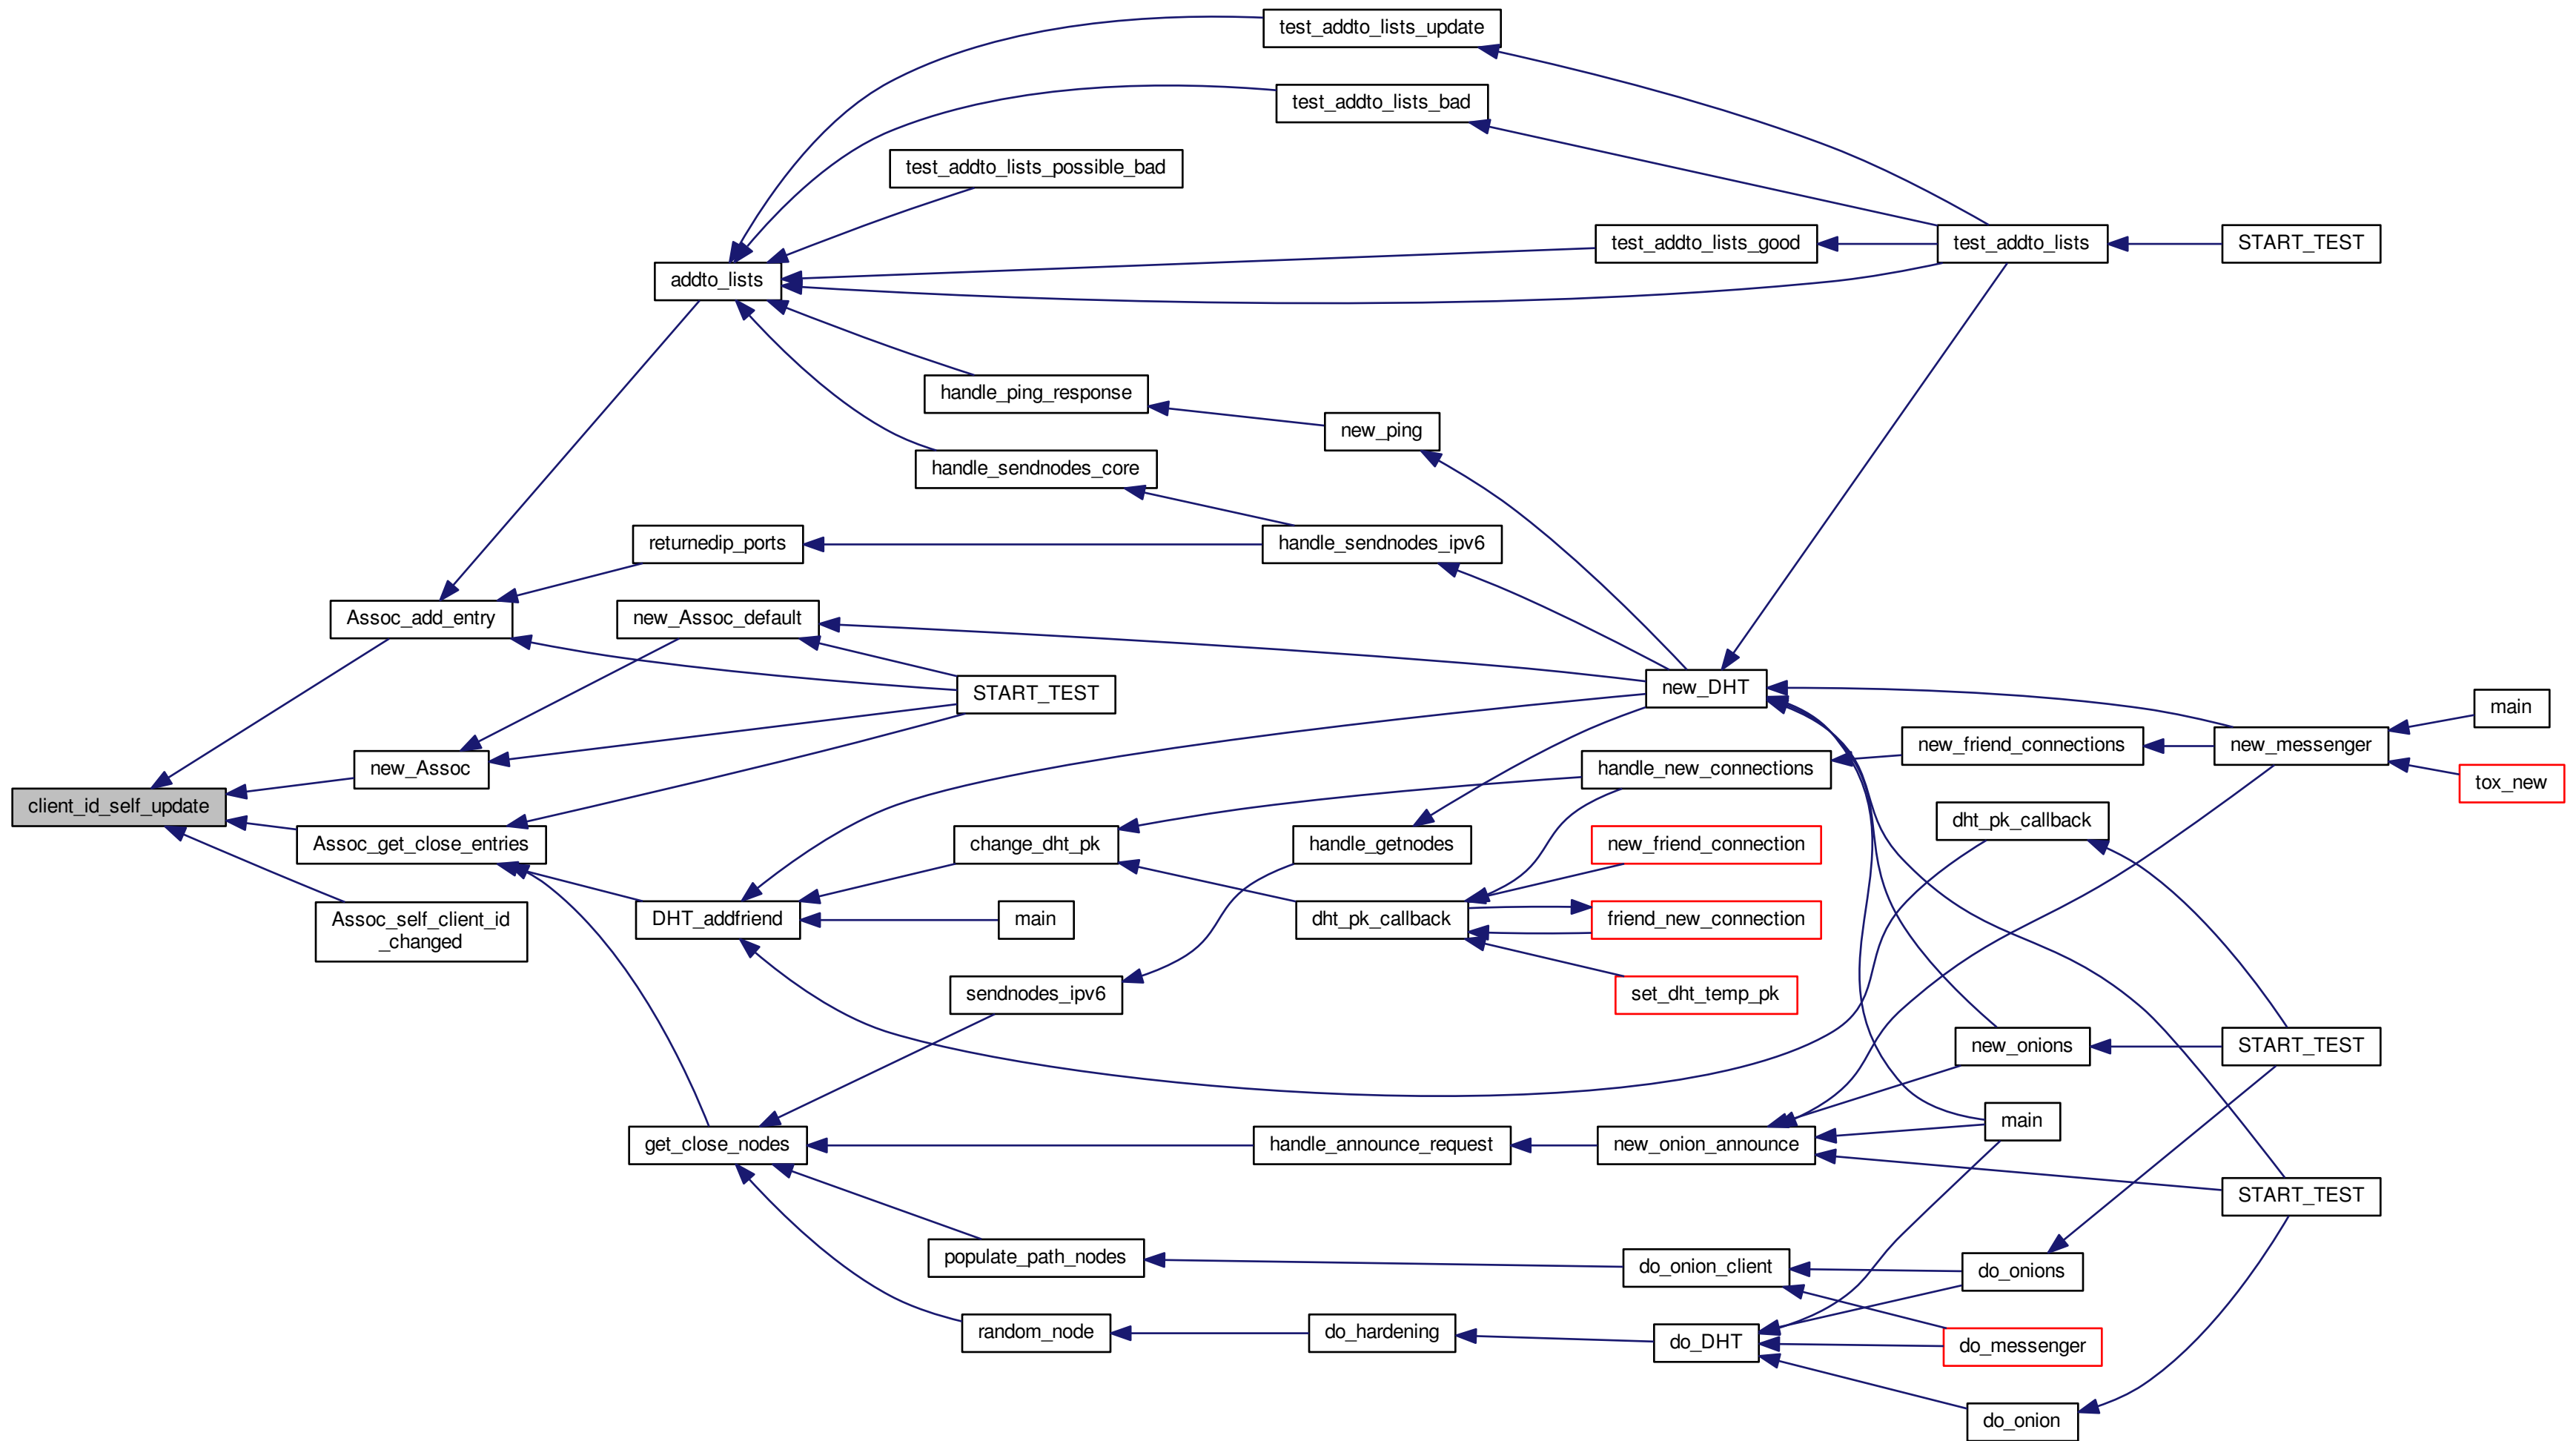 test_addto_lists_update
test_addto_lists_bad
test_addto_lists_possible_bad
test_addto_lists_good
test_addto_lists
START_TEST
addto_lists
handle_ping_response
new_ping
handle_sendnodes_core
returnedip_ports
handle_sendnodes_ipv6
Assoc_add_entry
new_Assoc_default
START_TEST
new_DHT
main
new_friend_connections
new_messenger
new_Assoc
handle_new_connections
tox_new
client_id_self_update
dht_pk_callback
Assoc_get_close_entries
change_dht_pk
handle_getnodes
new_friend_connection
Assoc_self_client_id
_changed
DHT_addfriend
main
dht_pk_callback
friend_new_connection
sendnodes_ipv6
set_dht_temp_pk
new_onions
START_TEST
main
get_close_nodes
handle_announce_request
new_onion_announce
START_TEST
populate_path_nodes
do_onion_client
do_onions
random_node
do_hardening
do_DHT
do_messenger
do_onion